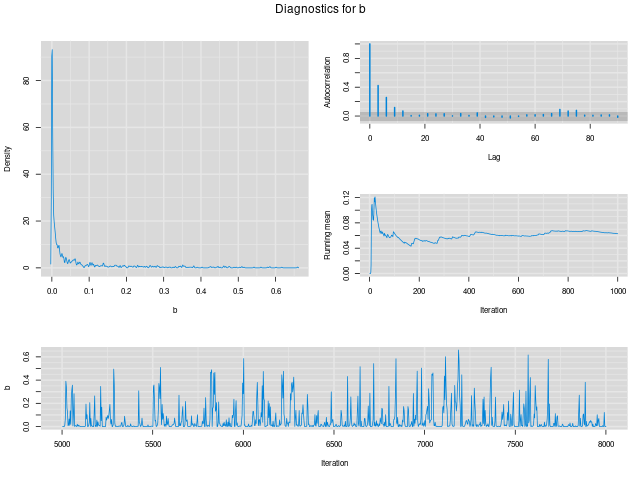 Diagnostics for b
Density
0 20 40 60 80
0.0 0.1 0.2 0.3 0.4 0.5 0.6
b
Autocorrelation
0.0 0.4 0.8
0 20 40 60 80
Lag
Running mean
0.00 0.04 0.08 0.12
0 200 400 600 800 1000
Iteration
b
0.0 0.2 0.4 0.6
5000 5500 6000 6500 7000 7500 8000
Iteration